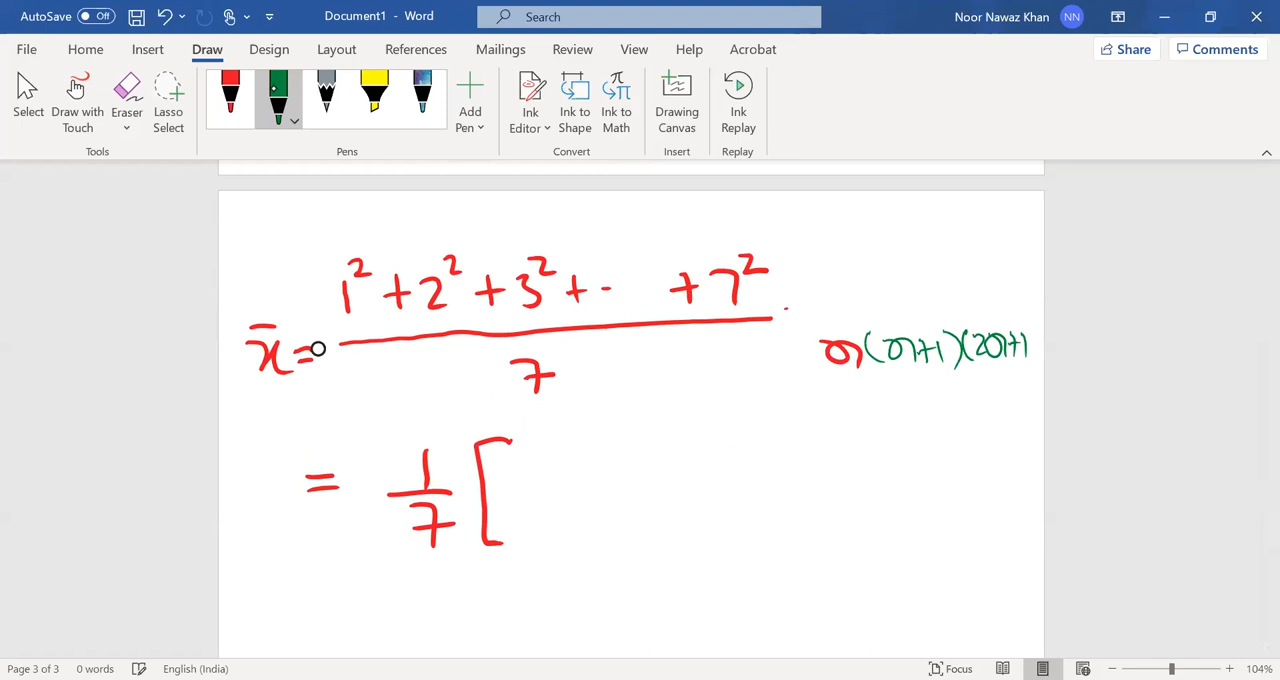 AutoSave Off Document1 - Word Search Noor Nawaz Khan NN
File Home Insert Draw Design Layout References Mailings Review View Help Acrobat Share Comments
Select Draw with Touch Eraser Lasso Select Add Pen Ink Editor Ink to Shape Ink to Math Drawing Canvas Ink Replay
Tools Pens Convert Insert Replay
x̄ = (1² + 2² + 3² + · + 7²) / 7
n(n+1)(2n+1
= 1/7 [
Page 3 of 3 0 words English (India) Focus 104%